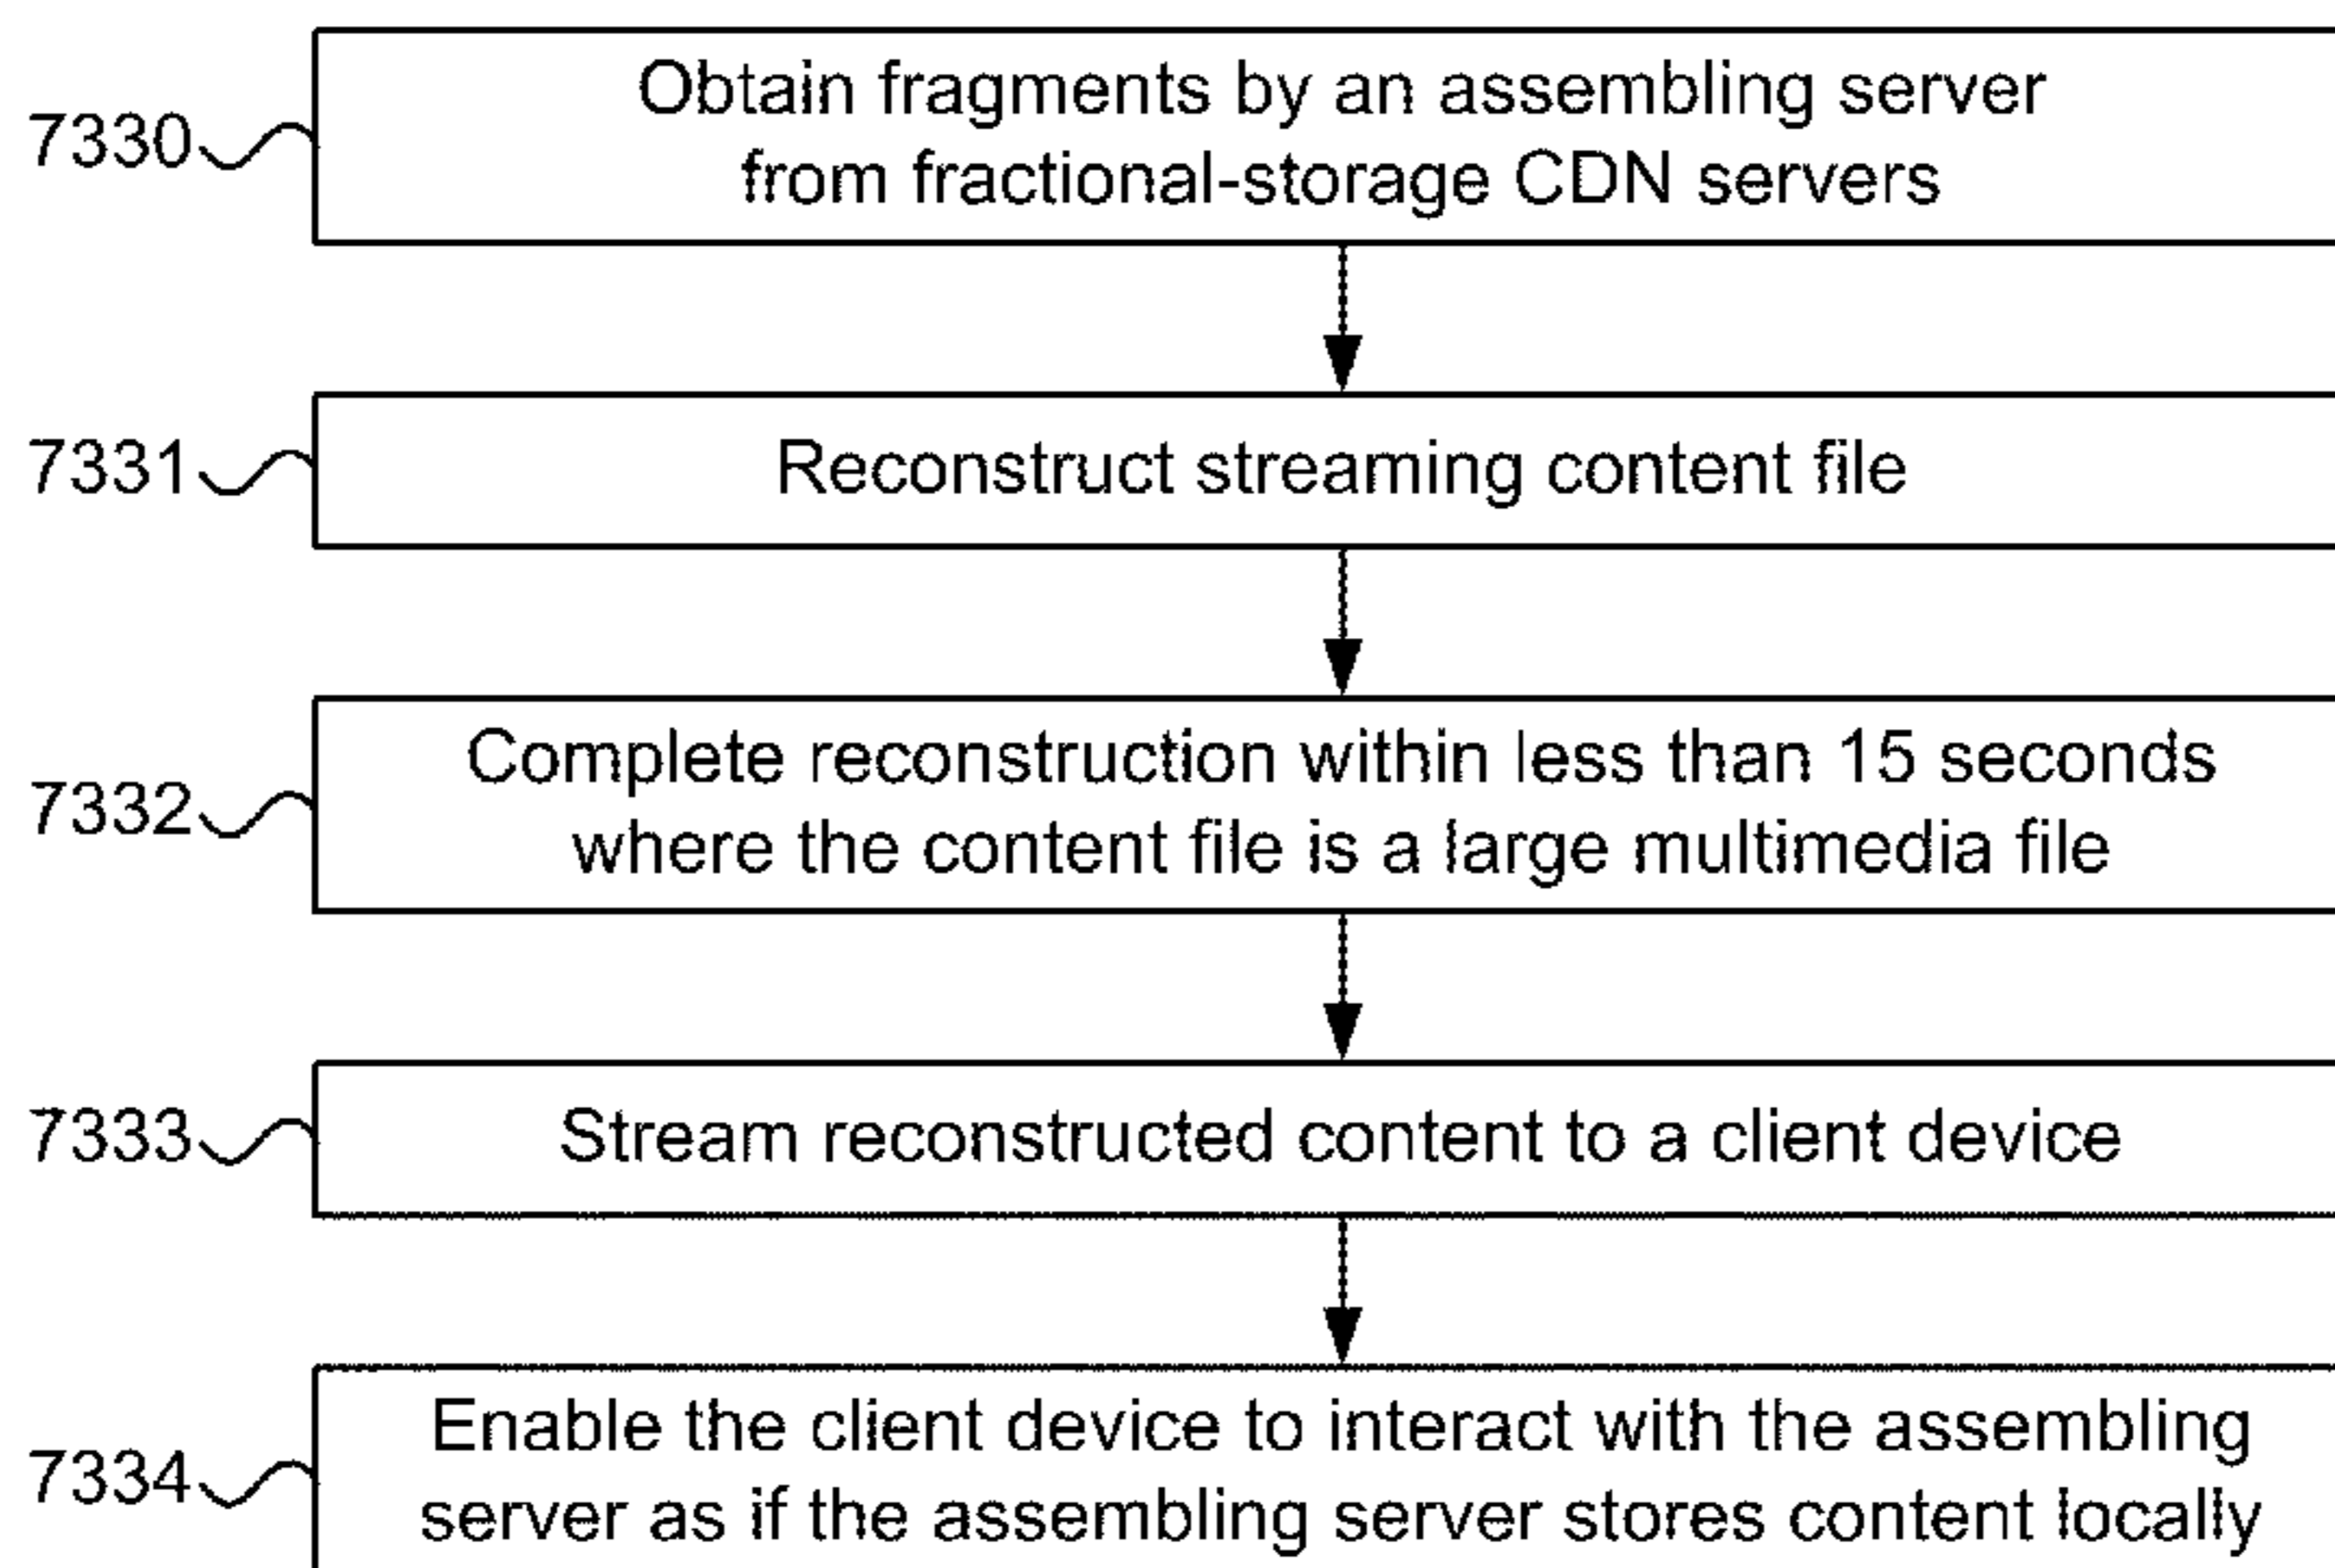 7330
Obtain fragments by an assembling server
from fractional-storage CDN servers
7331
Reconstruct streaming content file
7332
Complete reconstruction within less than 15 seconds
where the content file is a large multimedia file
7333
Stream reconstructed content to a client device
7334
Enable the client device to interact with the assembling
server as if the assembling server stores content locally